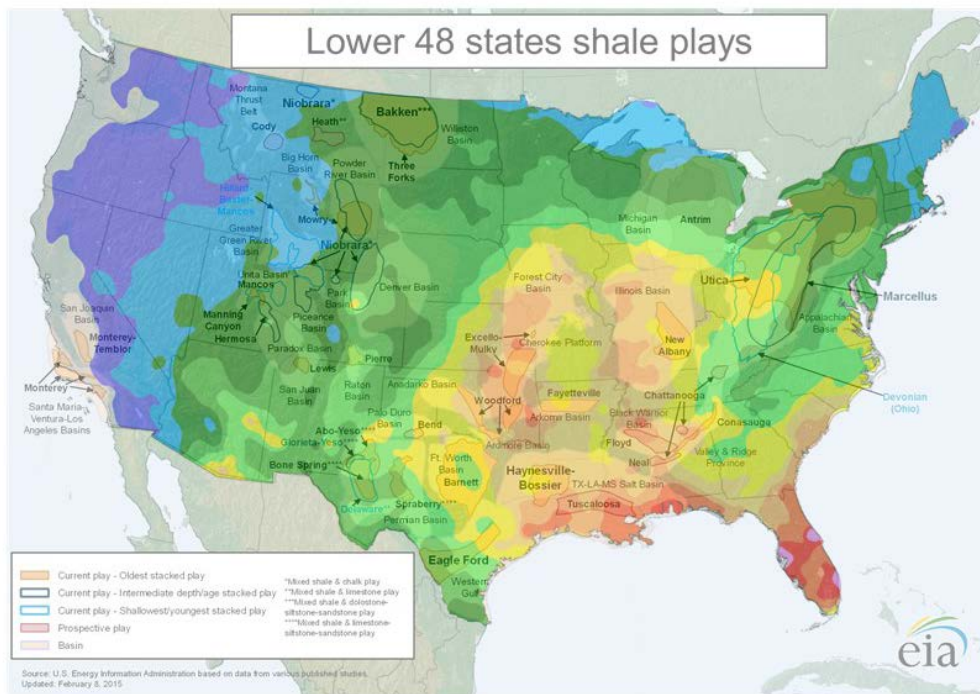 Lower 48 states shale plays
Montana
Thrust
Belt
Niobrara*
Cody
Heath**
Bakken***
Williston
Basin
Big Horn
Basin
Powder
River Basin
Three
Forks
Hilliard-
Baxter-
Mancos
Mowry
Greater
Green River
Basin
Niobrara*
Michigan
Basin
Antrim
Uinta Basin
Mancos
Park
Basin
Denver Basin
Forest City
Basin
Illinois Basin
Utica
Marcellus
San Joaquin
Basin
Manning
Canyon
Piceance
Basin
Appalachian
Basin
Monterey-
Temblor
Hermosa
Paradox Basin
Excello-
Mulky
Cherokee Platform
New
Albany
Pierre
Lewis
Monterey
San Juan
Basin
Raton
Basin
Anadarko Basin
Woodford
Fayetteville
Chattanooga
Devonian
(Ohio)
Santa Maria-
Ventura-Los
Angeles Basins
Palo Duro
Basin
Bend
Arkoma Basin
Black Warrior
Basin
Conasauga
Abo-Yeso****
Glorieta-Yeso****
Ardmore Basin
Floyd
Valley & Ridge
Province
Bone Spring****
Ft. Worth
Basin
Barnett
Haynesville-
Bossier
Neal
TX-LA-MS Salt Basin
Delaware**
Spraberry****
Permian Basin
Tuscaloosa
Eagle Ford
Western
Gulf
Current play - Oldest stacked play
Current play - Intermediate depth/age stacked play
Current play - Shallowest/youngest stacked play
Prospective play
Basin
*Mixed shale & chalk play
**Mixed shale & limestone play
***Mixed shale & dolostone-
siltstone-sandstone play
****Mixed shale & limestone-
siltstone-sandstone play
Source: U.S. Energy Information Administration based on data from various published studies.
Updated: February 8, 2015
eia